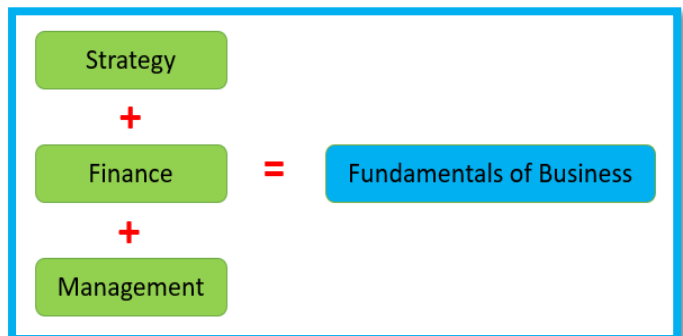 Strategy
+
Finance
=
Fundamentals of Business
+
Management